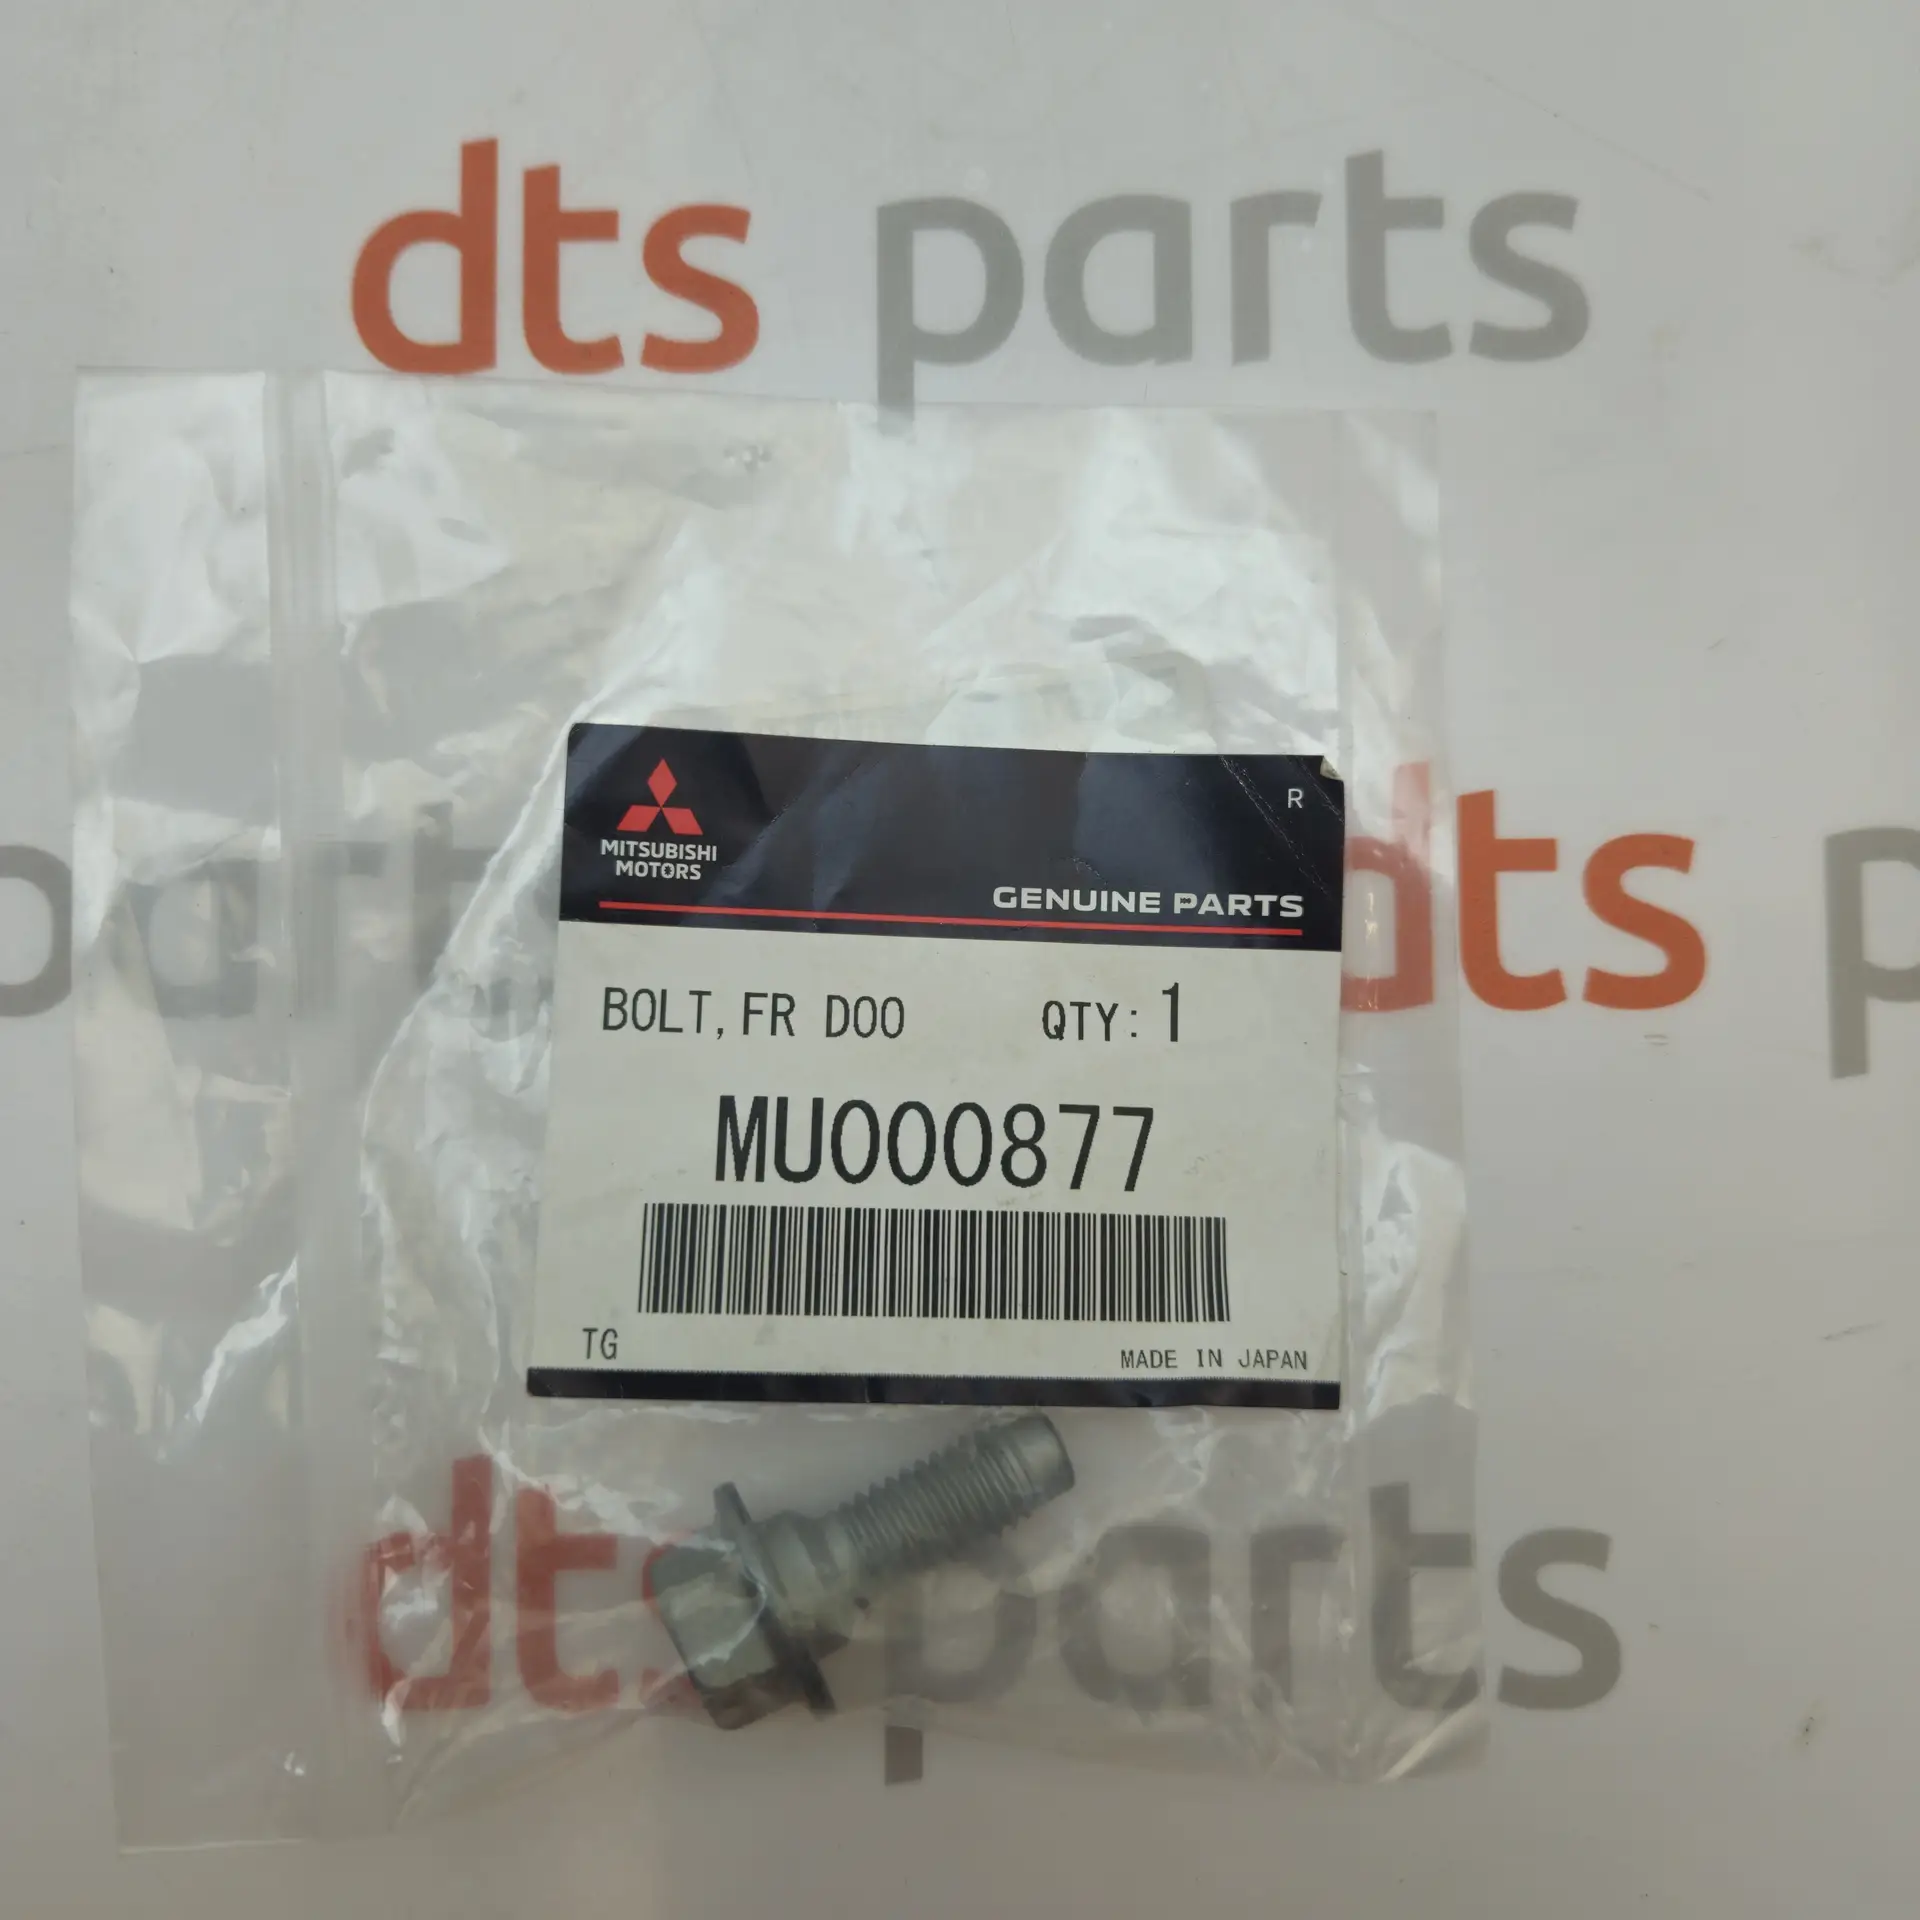 dts parts
MITSUBISHI
MOTORS
R
GENUINE PARTS
BOLT, FR DOO QTY: 1
MU000877
TG
MADE IN JAPAN
parts
dts p
dts parts